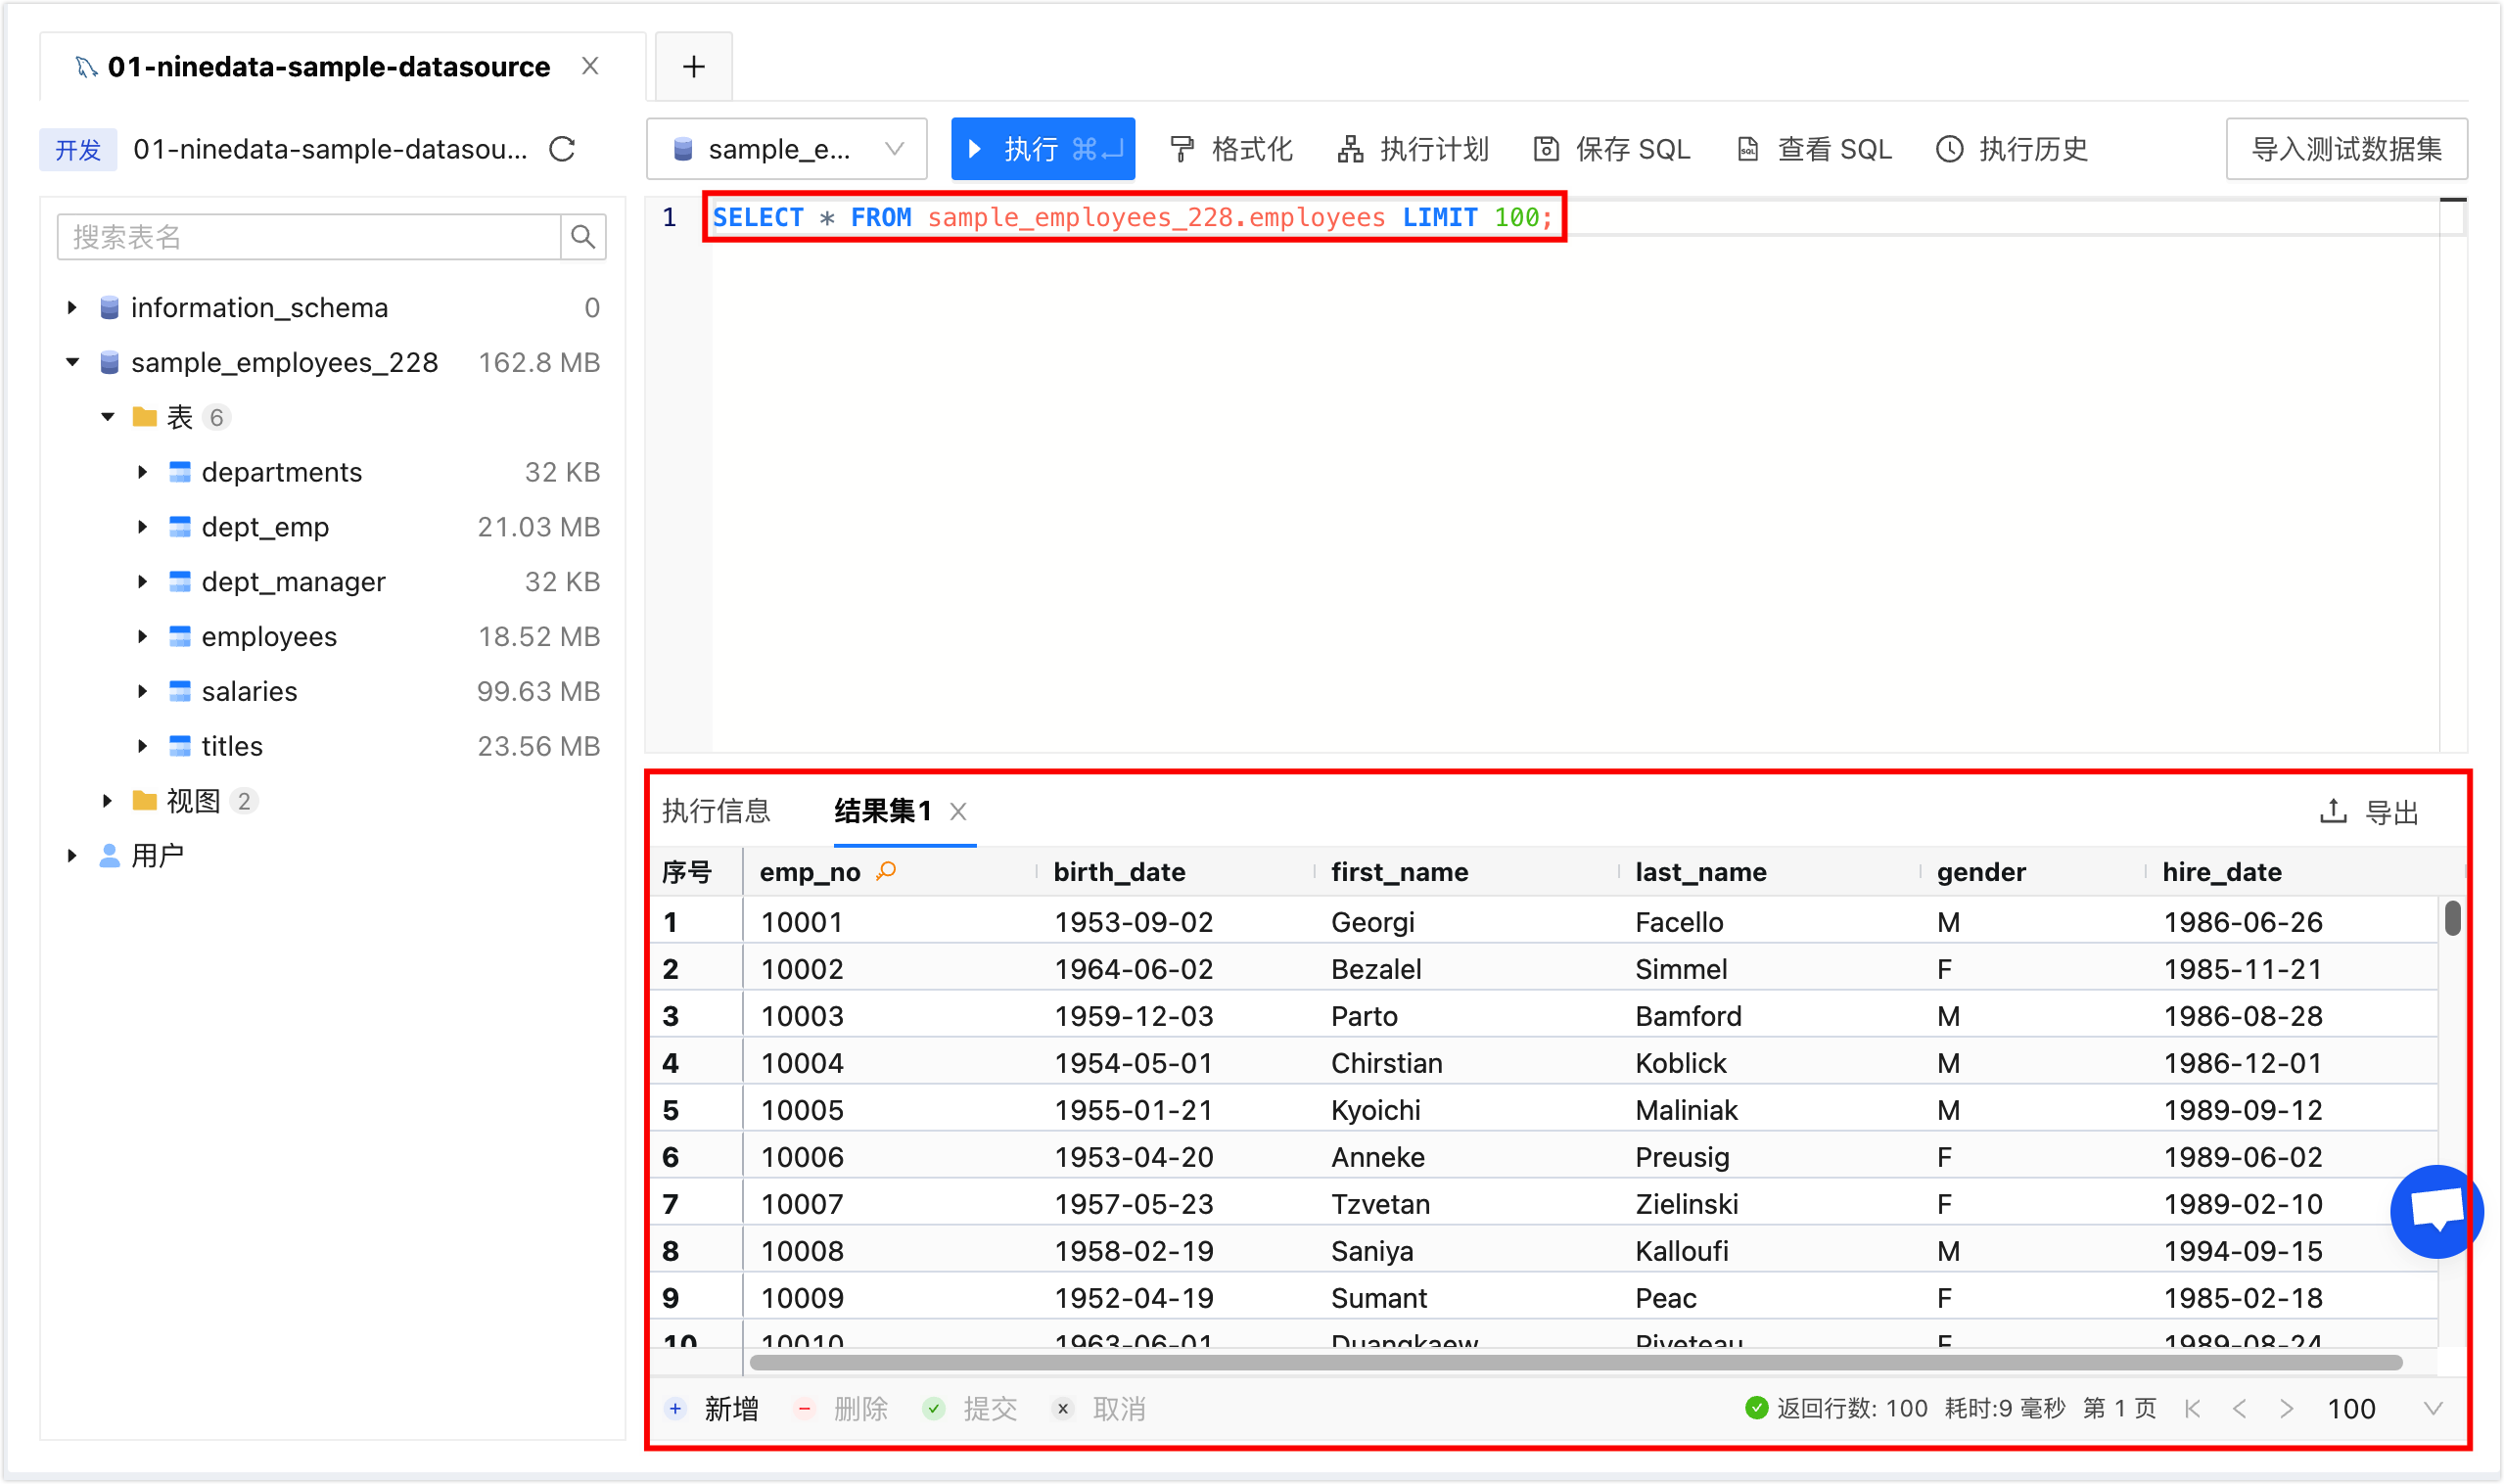 01-ninedata-sample-datasource
开发 01-ninedata-sample-datasou...
sample_e... 执行 ⌘↵ 格式化 执行计划 保存 SQL 查看 SQL 执行历史 导入测试数据集
搜索表名
information_schema 0
sample_employees_228 162.8 MB
表 6
departments 32 KB
dept_emp 21.03 MB
dept_manager 32 KB
employees 18.52 MB
salaries 99.63 MB
titles 23.56 MB
视图 2
用户
1 SELECT * FROM sample_employees_228.employees LIMIT 100;
执行信息 结果集1 导出
序号 emp_no birth_date first_name last_name gender hire_date
1 10001 1953-09-02 Georgi Facello M 1986-06-26
2 10002 1964-06-02 Bezalel Simmel F 1985-11-21
3 10003 1959-12-03 Parto Bamford M 1986-08-28
4 10004 1954-05-01 Chirstian Koblick M 1986-12-01
5 10005 1955-01-21 Kyoichi Maliniak M 1989-09-12
6 10006 1953-04-20 Anneke Preusig F 1989-06-02
7 10007 1957-05-23 Tzvetan Zielinski F 1989-02-10
8 10008 1958-02-19 Saniya Kalloufi M 1994-09-15
9 10009 1952-04-19 Sumant Peac F 1985-02-18
10 10010 1963-06-01 Duangkaew Piveteau F 1989-08-24
新增 删除 提交 取消 返回行数: 100 耗时:9 毫秒 第 1 页 100